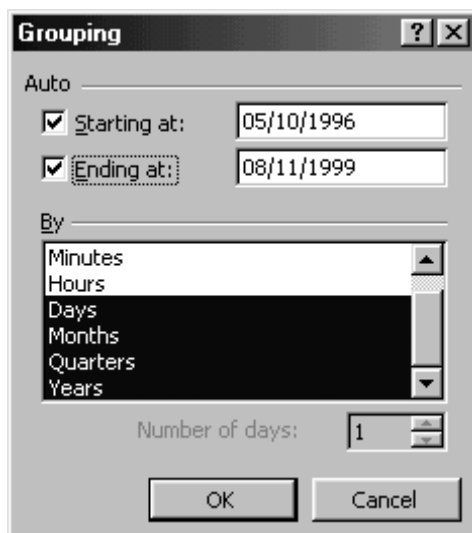 Grouping
Auto
Starting at: 05/10/1996
Ending at: 08/11/1999
By
Minutes
Hours
Days
Months
Quarters
Years
Number of days: 1
OK Cancel